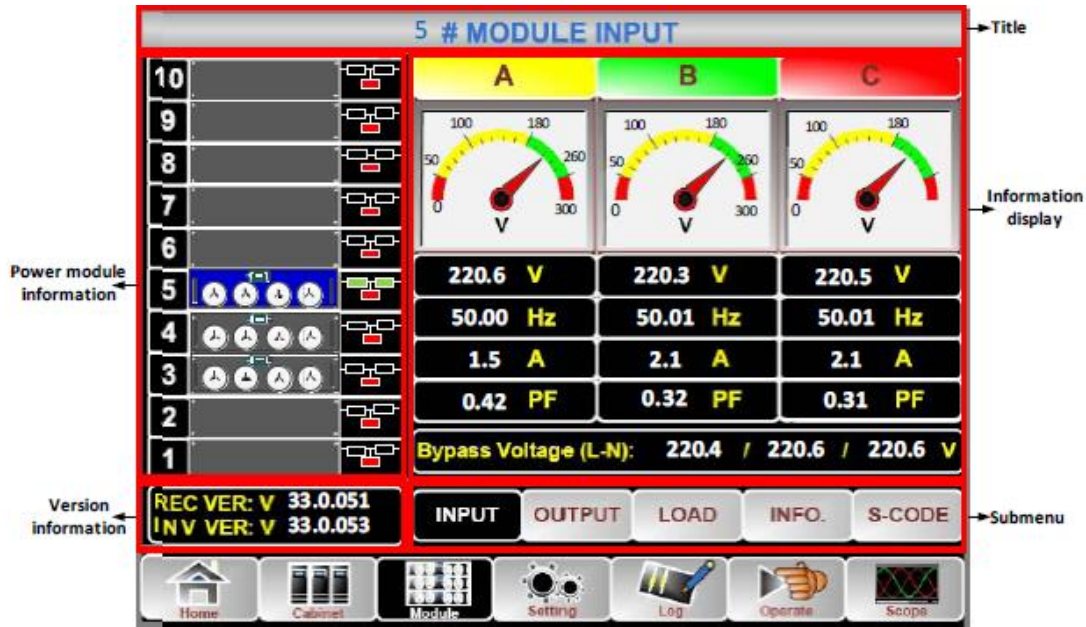 5 # MODULE INPUT
Title
10
9
8
7
6
5
4
3
2
1
Power module
information
A B C
0 50 100 180 260 300
V
0 50 100 180 260 300
V
0 50 100 180
V
Information
display
220.6 V 220.3 V 220.5 V
50.00 Hz 50.01 Hz 50.01 Hz
1.5 A 2.1 A 2.1 A
0.42 PF 0.32 PF 0.31 PF
Bypass Voltage (L-N): 220.4 / 220.6 / 220.6 V
Version
information
REC VER: V 33.0.051
INV VER: V 33.0.053
INPUT OUTPUT LOAD INFO. S-CODE
Submenu
Home Cabinet Module Setting Log Operate Scope